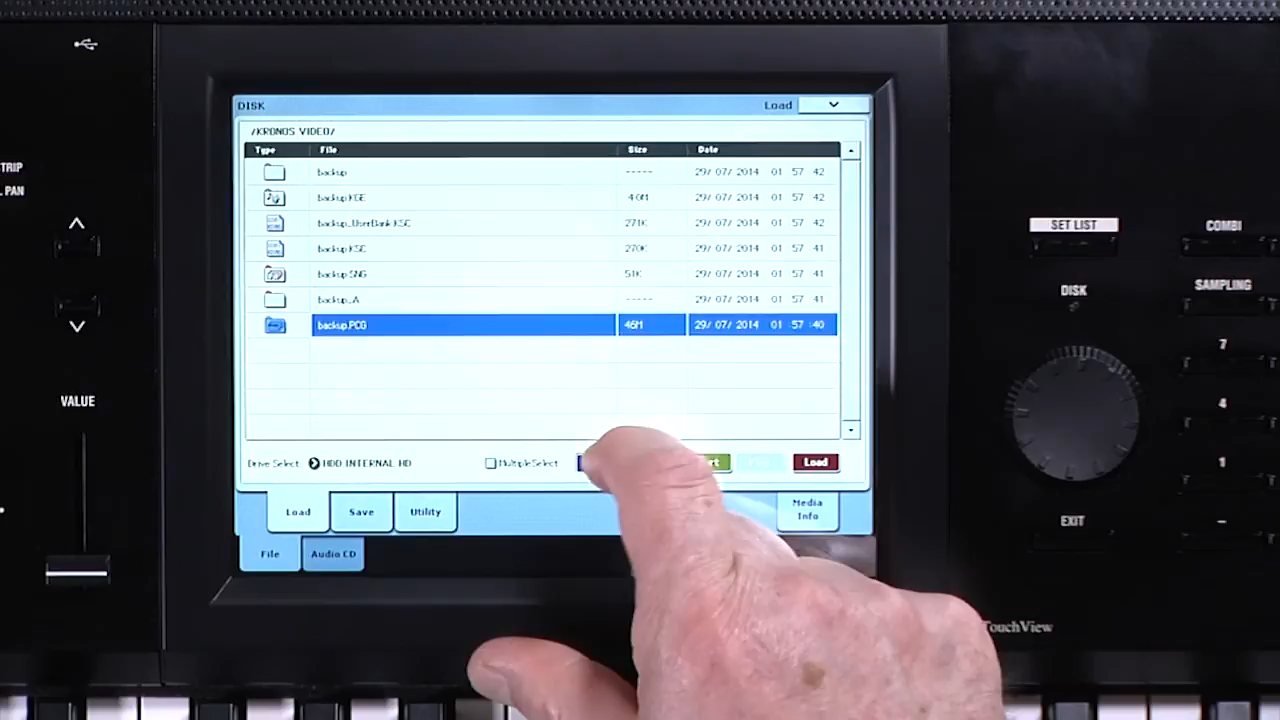 DISK
Load
/KRONOS VIDEO/
Type File Size Date
backup ----- 29/ 07/ 2014 01 57 42
backup.KGE 29/ 07/ 2014 01 57 42
backup_UserBank.KSC 271K 29/ 07/ 2014 01 57 42
backup.KSC 270K 29/ 07/ 2014 01 57 41
backup.SNG 51K 29/ 07/ 2014 01 57 41
backup_A ----- 29/ 07/ 2014 01 57 41
backup.PCG 46M 29/ 07/ 2014 01 57 40
Drive Select HDD INTERNAL HD Multiple Select Load
Load Save Utility Media Info
File Audio CD
TRIP
L PAN
VALUE
SET LIST
COMBI
DISK
SAMPLING
7
4
1
EXIT
-
TouchView